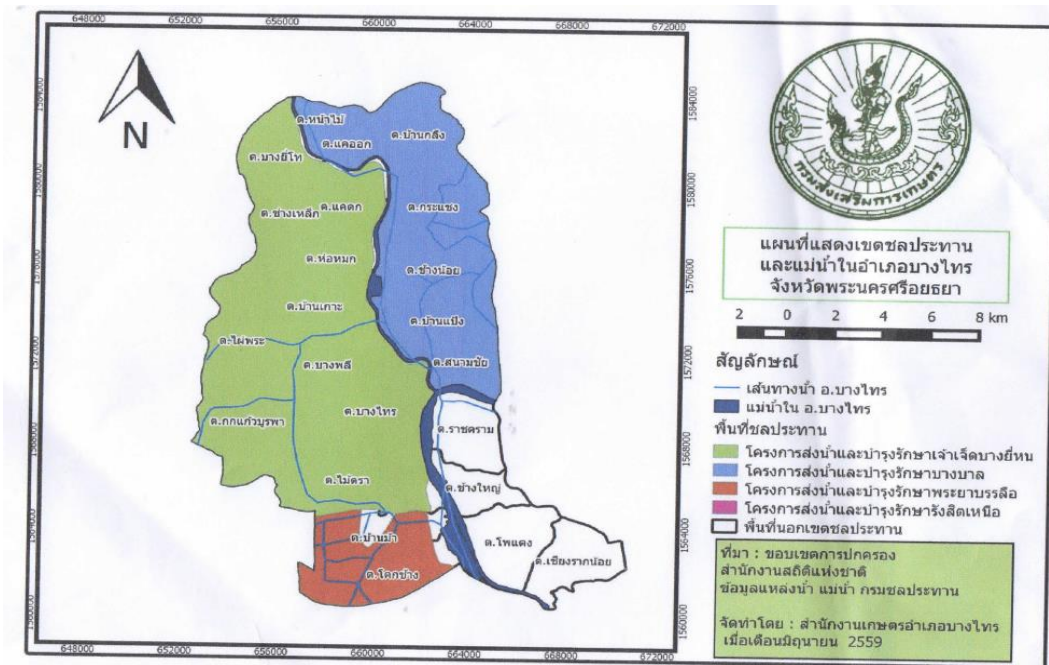 648000 652000 656000 660000 664000 668000 672000
N
ต.หน้าไม้
ต.แคออก
ต.บ้านกลึง
ต.บางยี่โท
ต.ช่างเหล็ก
ต.แคตก
ต.กระแชง
ต.ห่อหมก
ต.ช้างน้อย
ต.บ้านเกาะ
ต.บ้านแป้ง
ต.ไผ่พระ
ต.บางพลี
ต.สนามชัย
ต.กกแก้วบูรพา
ต.บางไทร
ต.ราชคราม
ต.ไม้ตรา
ต.ช้างใหญ่
ต.บ้านม้า
ต.โพแตง
ต.โคกช้าง
ต.เชียงรากน้อย
1584000
1580000
1576000
1572000
1568000
1564000
1560000
648000 652000 656000 660000 664000 668000 672000
กรมส่งเสริมการเกษตร
แผนที่แสดงเขตชลประทาน
และแม่น้ำในอำเภอบางไทร
จังหวัดพระนครศรีอยุธยา
2 0 2 4 6 8 km
สัญลักษณ์
เส้นทางน้ำ อ.บางไทร
แม่น้ำใน อ.บางไทร
พื้นที่ชลประทาน
โครงการส่งน้ำและบำรุงรักษาเจ้าเจ็ดบางยี่หน
โครงการส่งน้ำและบำรุงรักษาบางบาล
โครงการส่งน้ำและบำรุงรักษาพระยาบรรลือ
โครงการส่งน้ำและบำรุงรักษารังสิตเหนือ
พื้นที่นอกเขตชลประทาน
ที่มา : ขอบเขตการปกครอง
สำนักงานสถิติแห่งชาติ
ข้อมูลแหล่งน้ำ แม่น้ำ กรมชลประทาน
จัดทำโดย : สำนักงานเกษตรอำเภอบางไทร
เมื่อเดือนมิถุนายน 2559